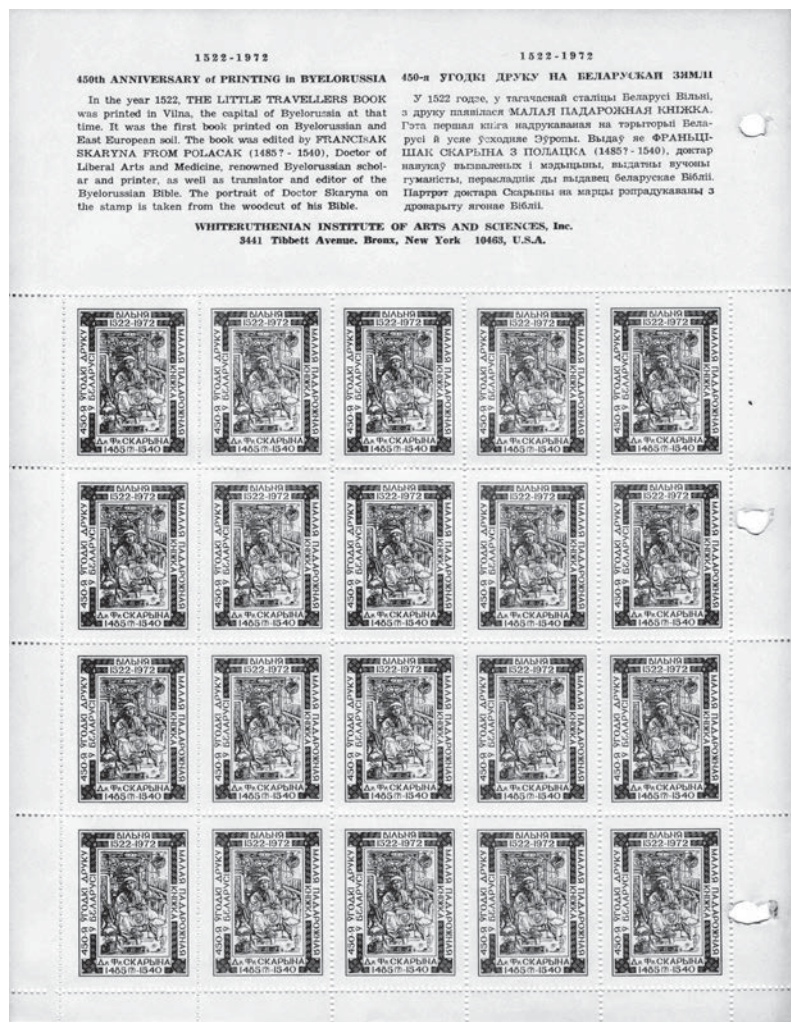 1522-1972
450th ANNIVERSARY of PRINTING in BYELORUSSIA
In the year 1522, THE LITTLE TRAVELLERS BOOK
was printed in Vilna, the capital of Byelorussia at that
time. It was the first book printed on Byelorussian and
East European soil. The book was edited by FRANCISAK
SKARYNA FROM POLACAK (1485? - 1540), Doctor of
Liberal Arts and Medicine, renowned Byelorussian schol-
ar and printer, as well as translator and editor of the
Byelorussian Bible. The portrait of Doctor Skaryna on
the stamp is taken from the woodcut of his Bible.
1522-1972
450-я ЎГОДКІ ДРУКУ НА БЕЛАРУСКАЙ ЗЯМЛІ
У 1522 годзе, у тагачаснай сталіцы Беларусі Вільні,
з друку паявілася МАЛАЯ ПАДАРОЖНАЯ КНІЖКА.
Гэта першая кніга надрукаваная на тэрыторыі Бела-
русі й усяе ўсходняе Эўропы. Выдаў яе ФРАНЬЦІ-
ШАК СКАРЫНА З ПОЛАЦКА (1485? - 1540), доктар
навукаў вызваленых і мэдыцыны, выдатны вучоны
гуманісты, перакладнік ды выдавец беларускае Бібліі.
Партрэт доктара Скарыны на марцы рэпрадукаваны з
дрэварыту ягонае Бібліі.
WHITERUTHENIAN INSTITUTE OF ARTS AND SCIENCES, Inc.
3441 Tibbett Avenue. Bronx, New York 10463, U.S.A.
ВІЛЬНЯ
1522-1972
450-Я ЎГОДКІ ДРУКУ
Ў БЕЛАРУСІ
МАЛАЯ ПАДАРОЖНАЯ
КНІЖКА
Д-р Фр. СКАРЫНА
1485(?)-1540